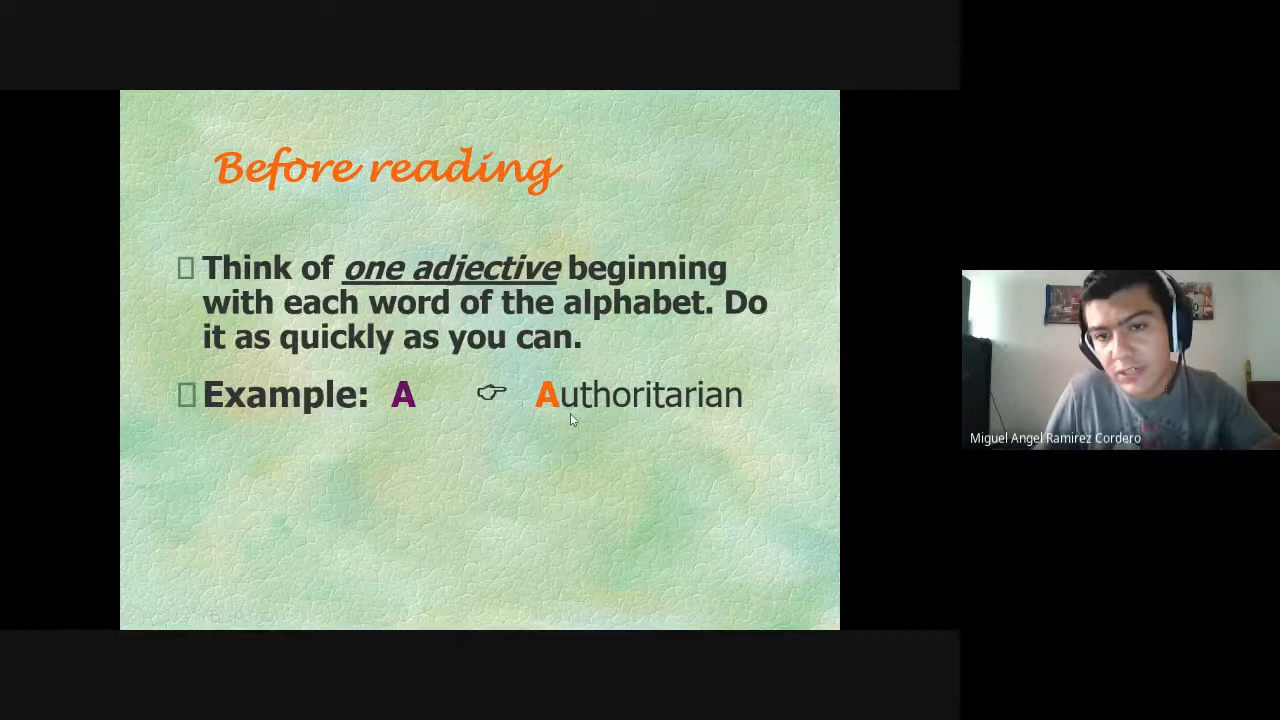 Before reading
Think of one adjective beginning
with each word of the alphabet. Do
it as quickly as you can.
Example: A 👉 Authoritarian
Miguel Angel Ramirez Cordero